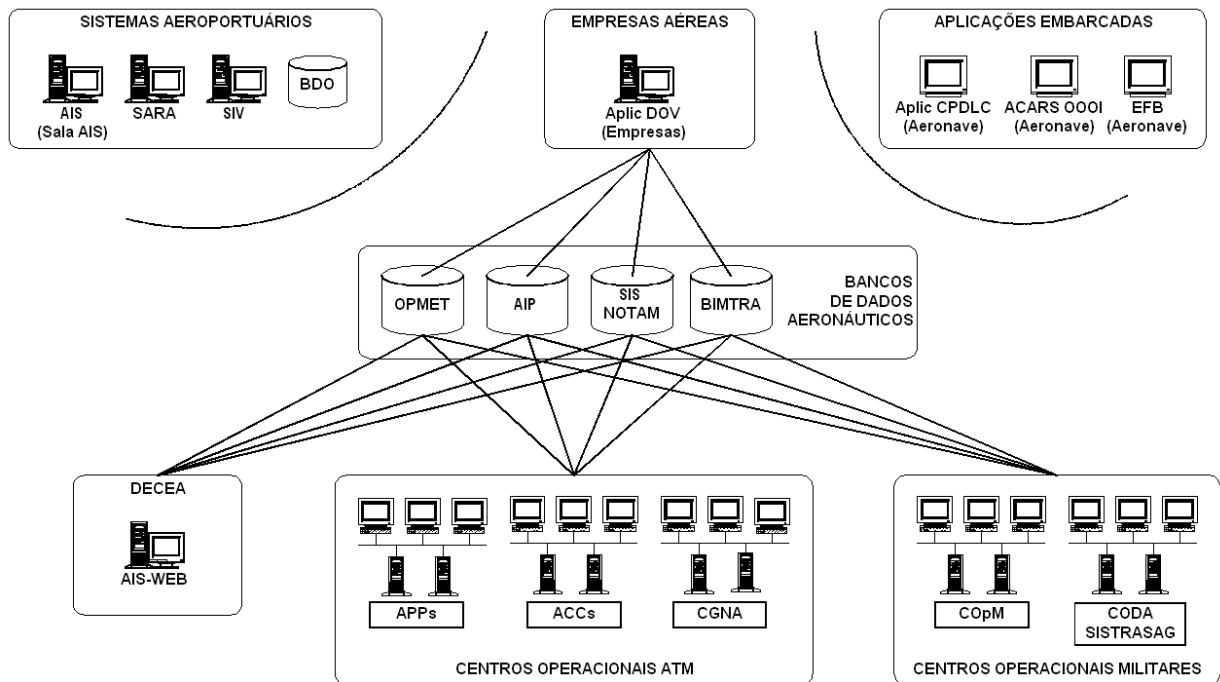 SISTEMAS AEROPORTUÁRIOS
AIS
(Sala AIS)
SARA
SIV
BDO
EMPRESAS AÉREAS
Aplic DOV
(Empresas)
APLICAÇÕES EMBARCADAS
Aplic CPDLC
(Aeronave)
ACARS OOOI
(Aeronave)
EFB
(Aeronave)
OPMET
AIP
SIS
NOTAM
BIMTRA
BANCOS
DE DADOS
AERONÁUTICOS
DECEA
AIS-WEB
APPs
ACCs
CGNA
CENTROS OPERACIONAIS ATM
COpM
CODA
SISTRASAG
CENTROS OPERACIONAIS MILITARES